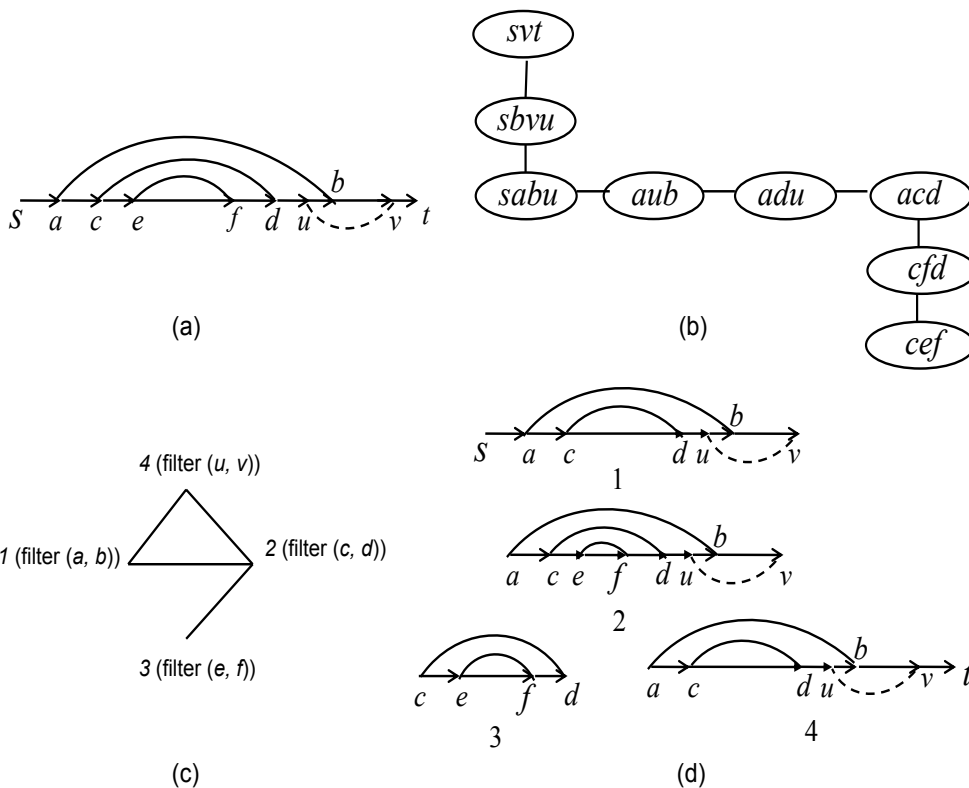 svt
sbvu
sabu aub adu acd
cfd
cef
b
s a c e f d u v t
(a)
(b)
4 (filter (u, v))
1 (filter (a, b))
2 (filter (c, d))
3 (filter (e, f))
(c)
b
s a c d u v
1
b
a c e f d u v
2
c e f d
3
b
a c d u v t
4
(d)